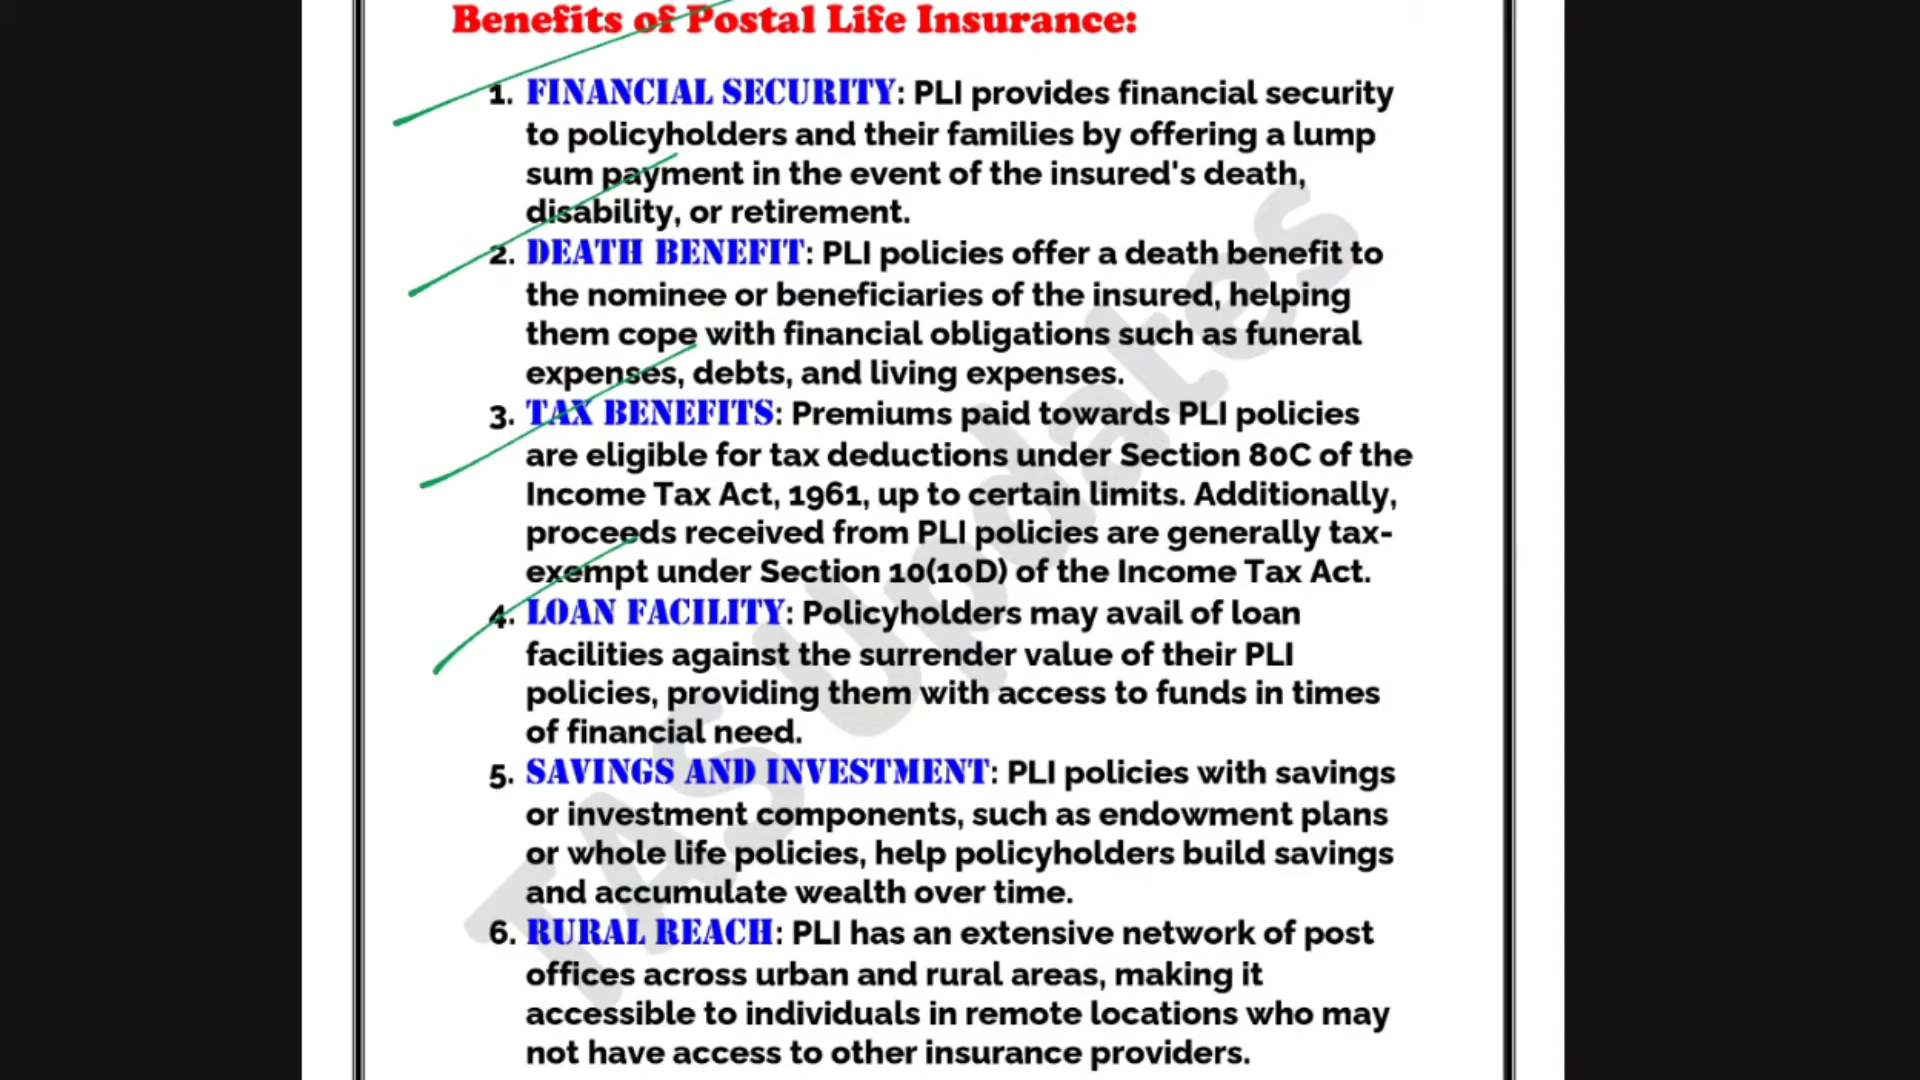 Benefits of Postal Life Insurance:
1. FINANCIAL SECURITY: PLI provides financial security
to policyholders and their families by offering a lump
sum payment in the event of the insured's death,
disability, or retirement.
2. DEATH BENEFIT: PLI policies offer a death benefit to
the nominee or beneficiaries of the insured, helping
them cope with financial obligations such as funeral
expenses, debts, and living expenses.
3. TAX BENEFITS: Premiums paid towards PLI policies
are eligible for tax deductions under Section 80C of the
Income Tax Act, 1961, up to certain limits. Additionally,
proceeds received from PLI policies are generally tax-
exempt under Section 10(10D) of the Income Tax Act.
4. LOAN FACILITY: Policyholders may avail of loan
facilities against the surrender value of their PLI
policies, providing them with access to funds in times
of financial need.
5. SAVINGS AND INVESTMENT: PLI policies with savings
or investment components, such as endowment plans
or whole life policies, help policyholders build savings
and accumulate wealth over time.
6. RURAL REACH: PLI has an extensive network of post
offices across urban and rural areas, making it
accessible to individuals in remote locations who may
not have access to other insurance providers.
TAS Updates